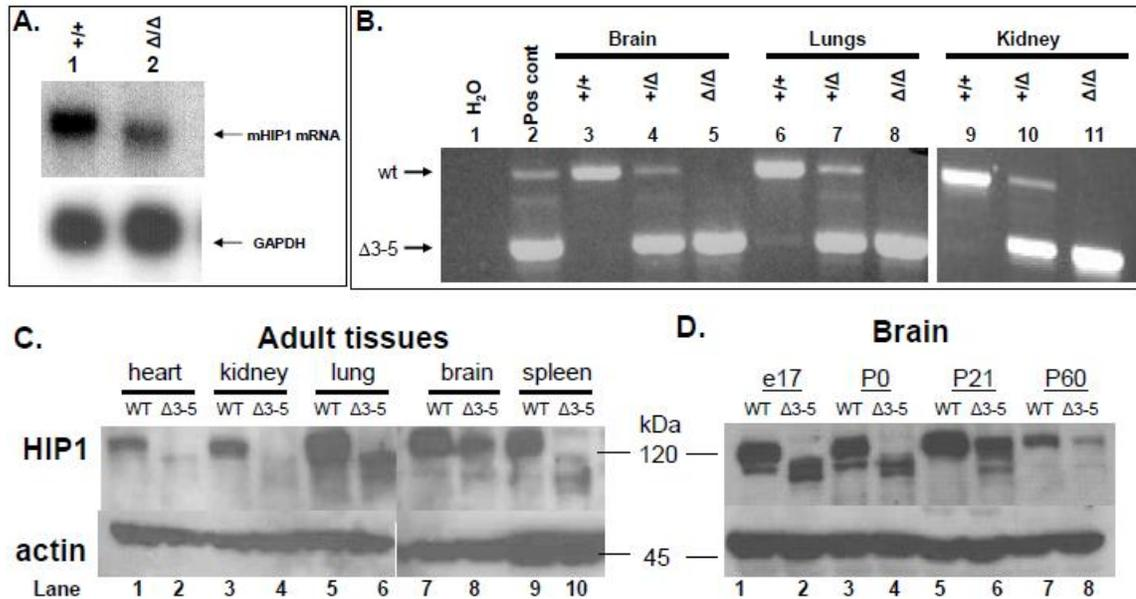 A.
+/+ Δ/Δ
1 2
mHIP1 mRNA
GAPDH
B.
Brain Lungs Kidney
H₂O Pos cont +/+ +/Δ Δ/Δ +/+ +/Δ Δ/Δ +/+ +/Δ Δ/Δ
1 2 3 4 5 6 7 8 9 10 11
wt
Δ3-5
C. Adult tissues
heart kidney lung brain spleen
WT Δ3-5 WT Δ3-5 WT Δ3-5 WT Δ3-5 WT Δ3-5
HIP1
actin
Lane 1 2 3 4 5 6 7 8 9 10
kDa
120
45
D. Brain
e17 P0 P21 P60
WT Δ3-5 WT Δ3-5 WT Δ3-5 WT Δ3-5
1 2 3 4 5 6 7 8